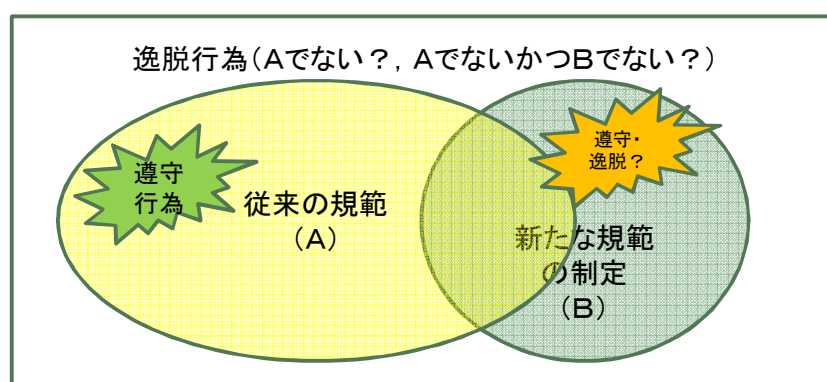 逸脱行為(Aでない?,AでないかつBでない?)
遵守
行為
従来の規範
(A)
遵守・
逸脱?
新たな規範
の制定
(B)